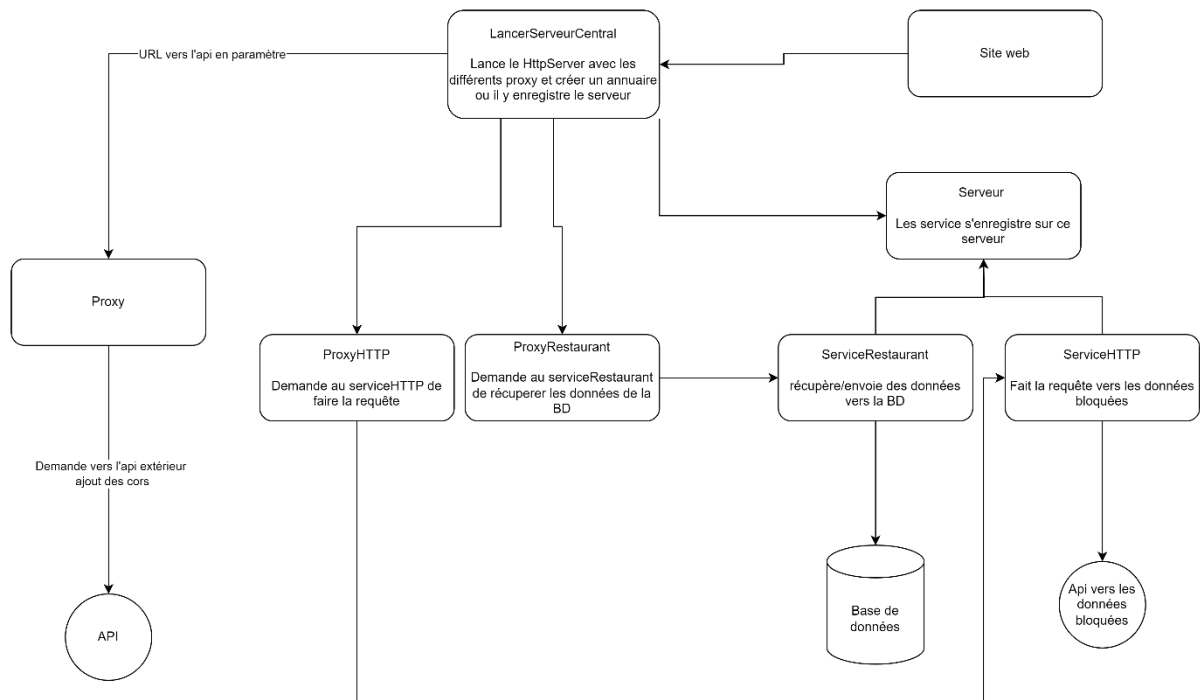 LancerServeurCentral
Lance le HttpServer avec les
différents proxy et créer un annuaire
ou il y enregistre le serveur
Site web
URL vers l'api en paramètre
Serveur
Les service s'enregistre sur ce
serveur
Proxy
ProxyHTTP
Demande au serviceHTTP de
faire la requête
ProxyRestaurant
Demande au serviceRestaurant
de récuperer les données de la
BD
ServiceRestaurant
récupère/envoie des données
vers la BD
ServiceHTTP
Fait la requête vers les données
bloquées
Demande vers l'api extérieur
ajout des cors
API
Base de
données
Api vers les
données
bloquées